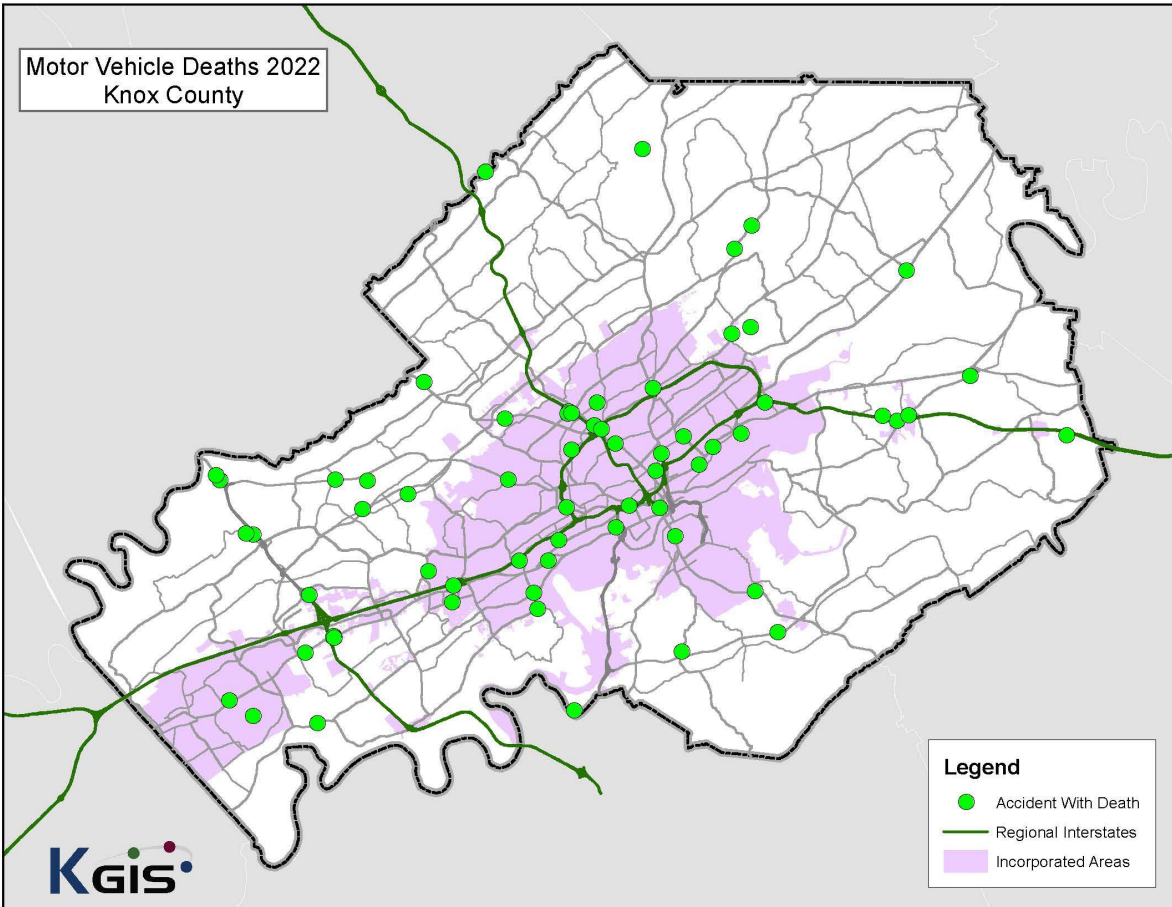 Motor Vehicle Deaths 2022
Knox County
Legend
Accident With Death
Regional Interstates
Incorporated Areas
KGIS